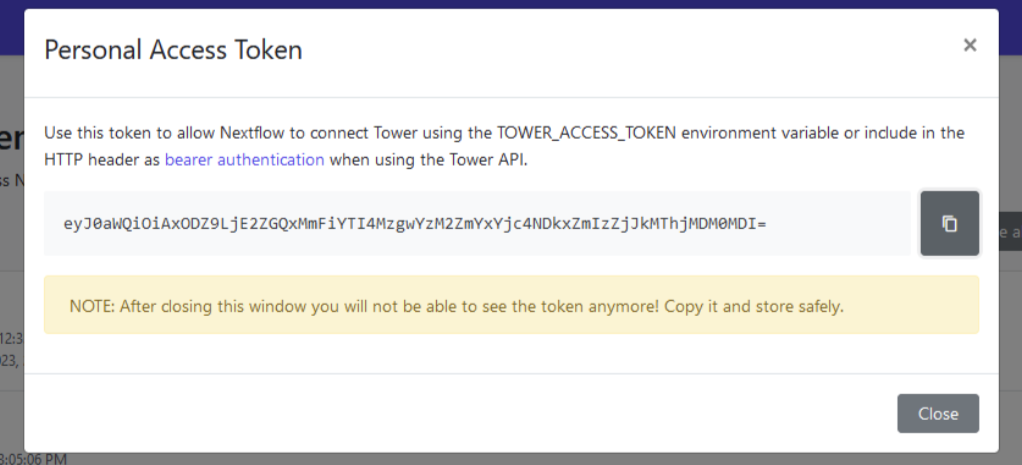 Personal Access Token
×
er
Use this token to allow Nextflow to connect Tower using the TOWER_ACCESS_TOKEN environment variable or include in the
HTTP header as bearer authentication when using the Tower API.
ss N
eyJ0aWQiOiAxODZ9LjE2ZGQxMmFiYTI4MzgwYzM2ZmYxYjc4NDkxZmIzZjJkMThjMDM0MDI=
e a
NOTE: After closing this window you will not be able to see the token anymore! Copy it and store safely.
12:3
023,
Close
3:05:06 PM